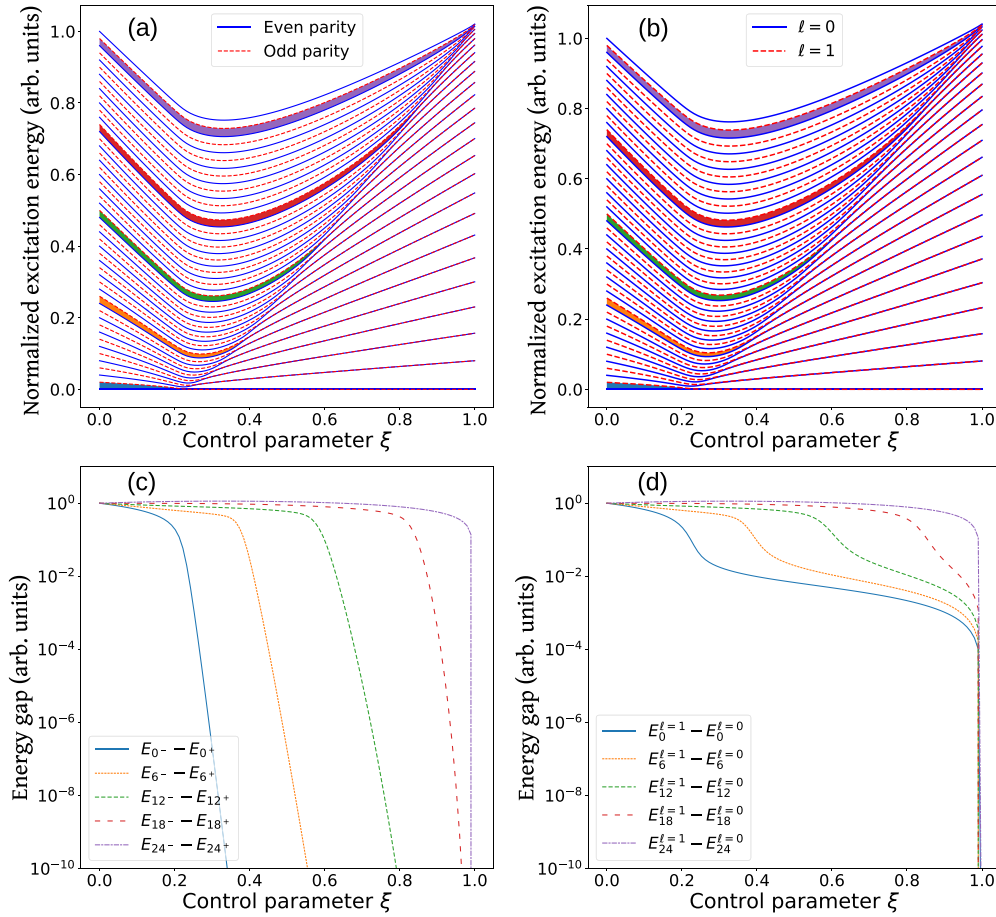 (a)
Even parity
Odd parity
Normalized excitation energy (arb. units)
1.0
0.8
0.6
0.4
0.2
0.0
0.0 0.2 0.4 0.6 0.8 1.0
Control parameter ξ
(b)
ℓ = 0
ℓ = 1
Normalized excitation energy (arb. units)
1.0
0.8
0.6
0.4
0.2
0.0
0.0 0.2 0.4 0.6 0.8 1.0
Control parameter ξ
(c)
Energy gap (arb. units)
10⁰
10⁻²
10⁻⁴
10⁻⁶
10⁻⁸
10⁻¹⁰
E₀₋ − E₀₊
E₆₋ − E₆₊
E₁₂₋ − E₁₂₊
E₁₈₋ − E₁₈₊
E₂₄₋ − E₂₄₊
0.0 0.2 0.4 0.6 0.8 1.0
Control parameter ξ
(d)
Energy gap (arb. units)
10⁰
10⁻²
10⁻⁴
10⁻⁶
10⁻⁸
10⁻¹⁰
E₀^{ℓ=1} − E₀^{ℓ=0}
E₆^{ℓ=1} − E₆^{ℓ=0}
E₁₂^{ℓ=1} − E₁₂^{ℓ=0}
E₁₈^{ℓ=1} − E₁₈^{ℓ=0}
E₂₄^{ℓ=1} − E₂₄^{ℓ=0}
0.0 0.2 0.4 0.6 0.8 1.0
Control parameter ξ